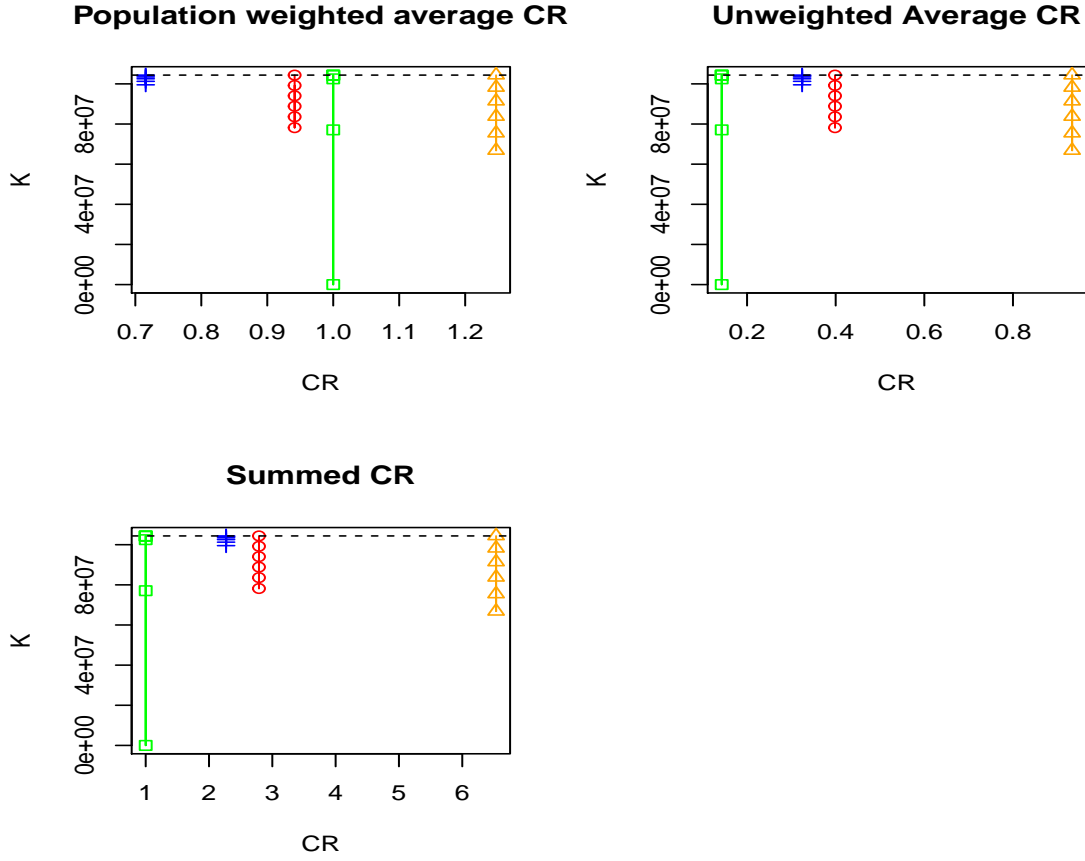 Population weighted average CR
K
0e+00 4e+07 8e+07
0.7 0.8 0.9 1.0 1.1 1.2
CR
Unweighted Average CR
K
0e+00 4e+07 8e+07
0.2 0.4 0.6 0.8
CR
Summed CR
K
0e+00 4e+07 8e+07
1 2 3 4 5 6
CR